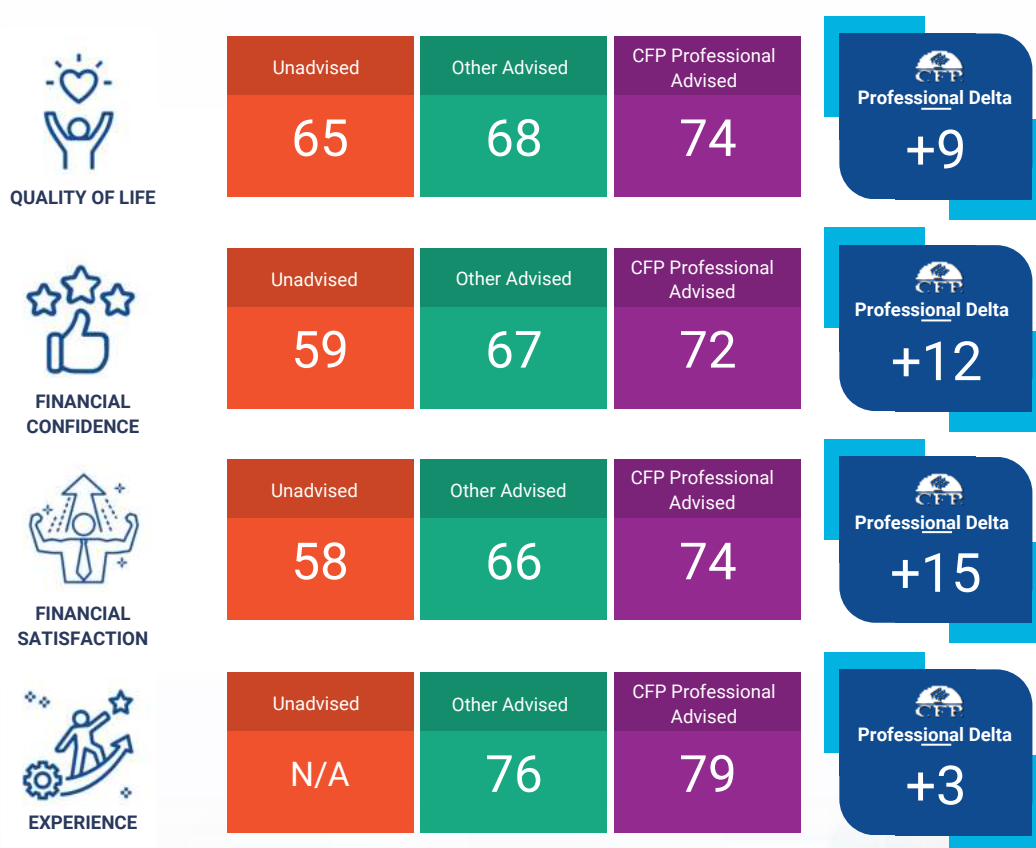 Unadvised
65
Other Advised
68
CFP Professional
Advised
74
CFP
Professional Delta
+9
QUALITY OF LIFE
Unadvised
59
Other Advised
67
CFP Professional
Advised
72
CFP
Professional Delta
+12
FINANCIAL
CONFIDENCE
Unadvised
58
Other Advised
66
CFP Professional
Advised
74
CFP
Professional Delta
+15
FINANCIAL
SATISFACTION
Unadvised
N/A
Other Advised
76
CFP Professional
Advised
79
CFP
Professional Delta
+3
EXPERIENCE